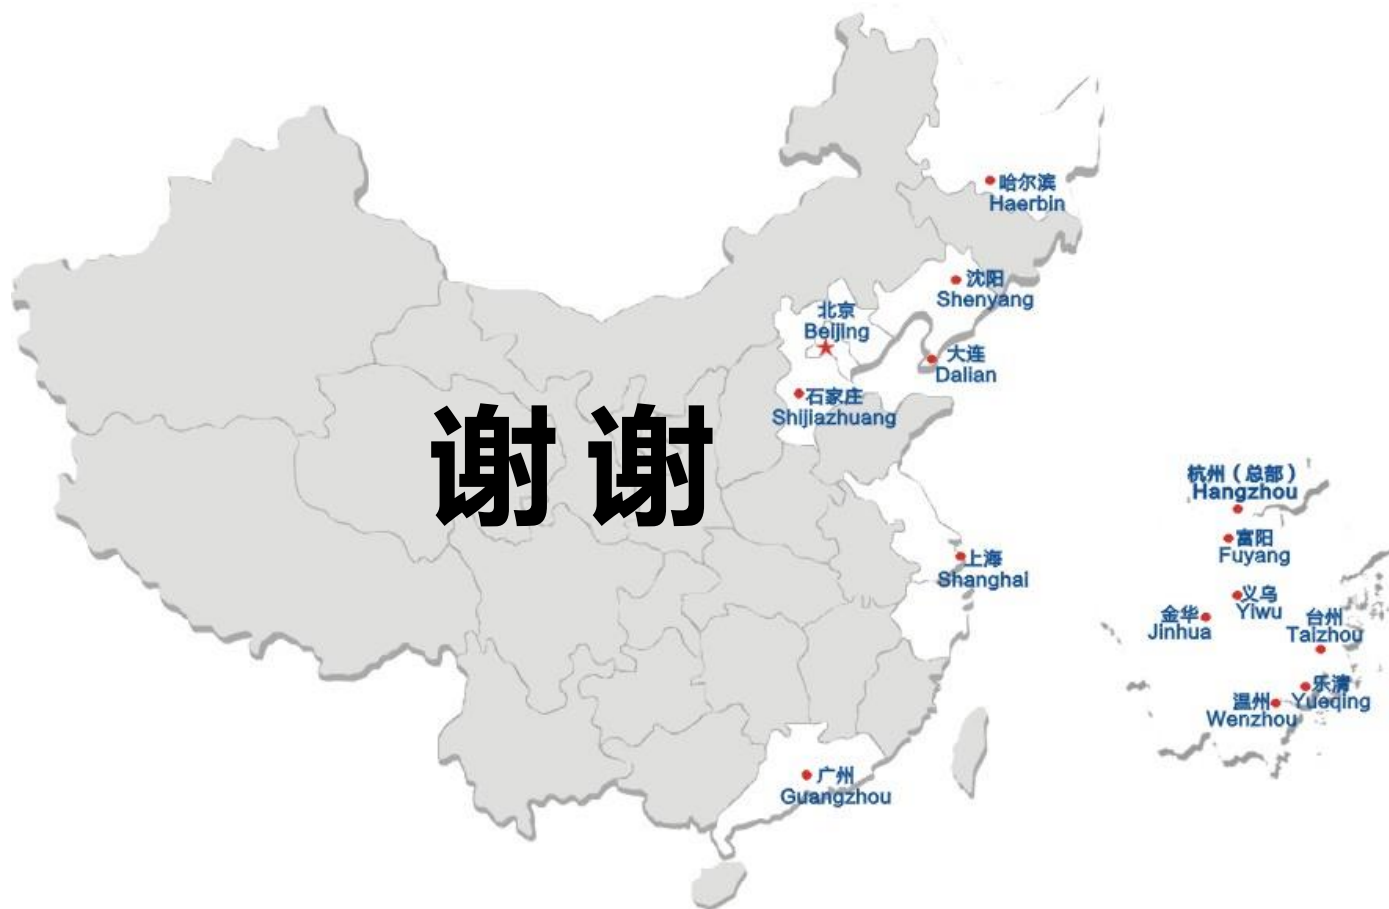 哈尔滨
Haerbin
沈阳
Shenyang
北京
Beijing
大连
Dalian
石家庄
Shijiazhuang
谢谢
上海
Shanghai
广州
Guangzhou
杭州（总部）
Hangzhou
富阳
Fuyang
义乌
Yiwu
金华
Jinhua
台州
Taizhou
乐清
Yueqing
温州
Wenzhou